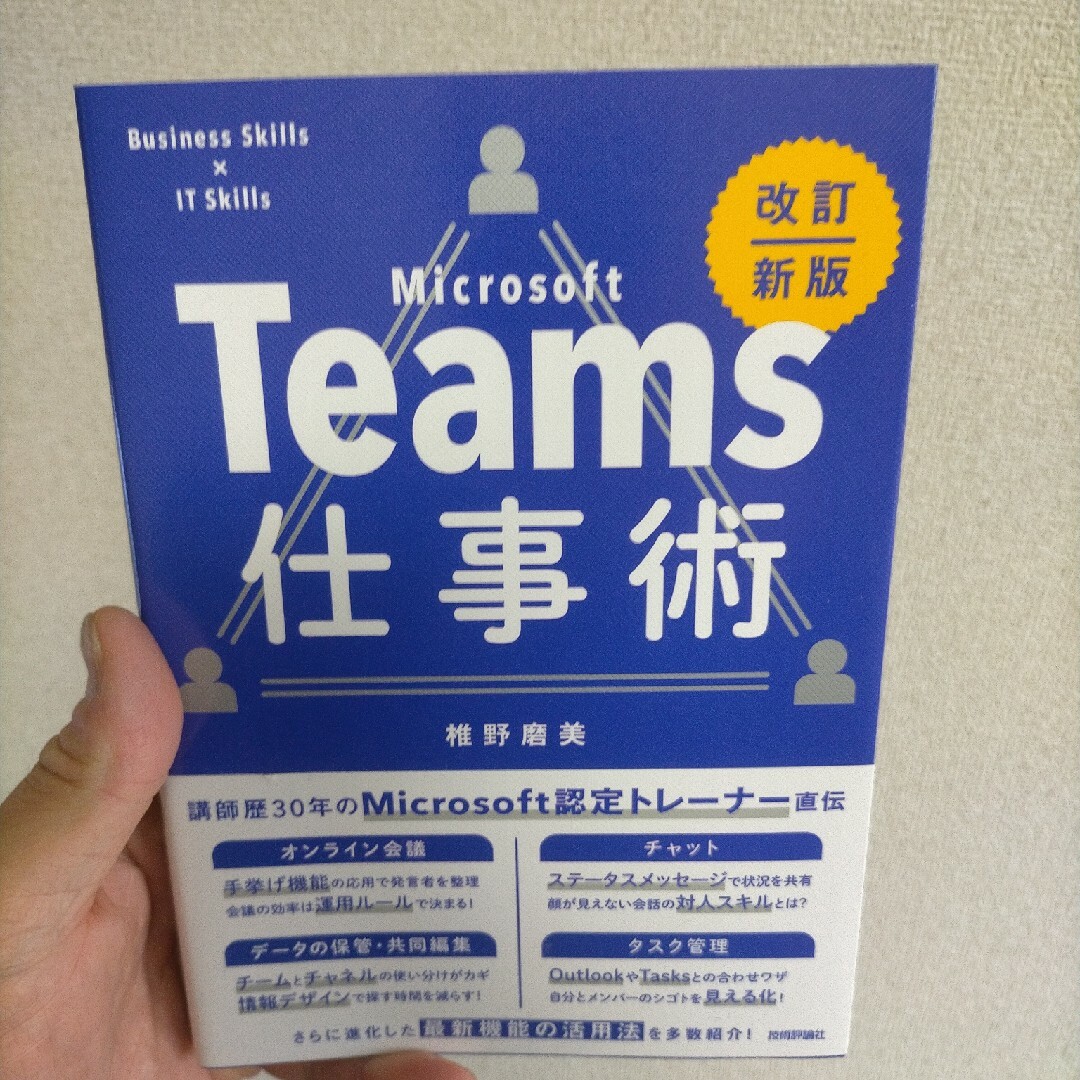 Business Skills
×
IT Skills
改訂
新版
Microsoft
Teams
仕事術
椎野磨美
講師歴30年のMicrosoft認定トレーナー直伝
オンライン会議
手挙げ機能の応用で発言者を整理
会議の効率は運用ルールで決まる!
チャット
ステータスメッセージで状況を共有
顔が見えない会話の対人スキルとは?
データの保管・共同編集
チームとチャネルの使い分けがカギ
情報デザインで探す時間を減らす!
タスク管理
OutlookやTasksとの合わせワザ
自分とメンバーのシゴトを見える化!
さらに進化した最新機能の活用法を多数紹介!
技術評論社